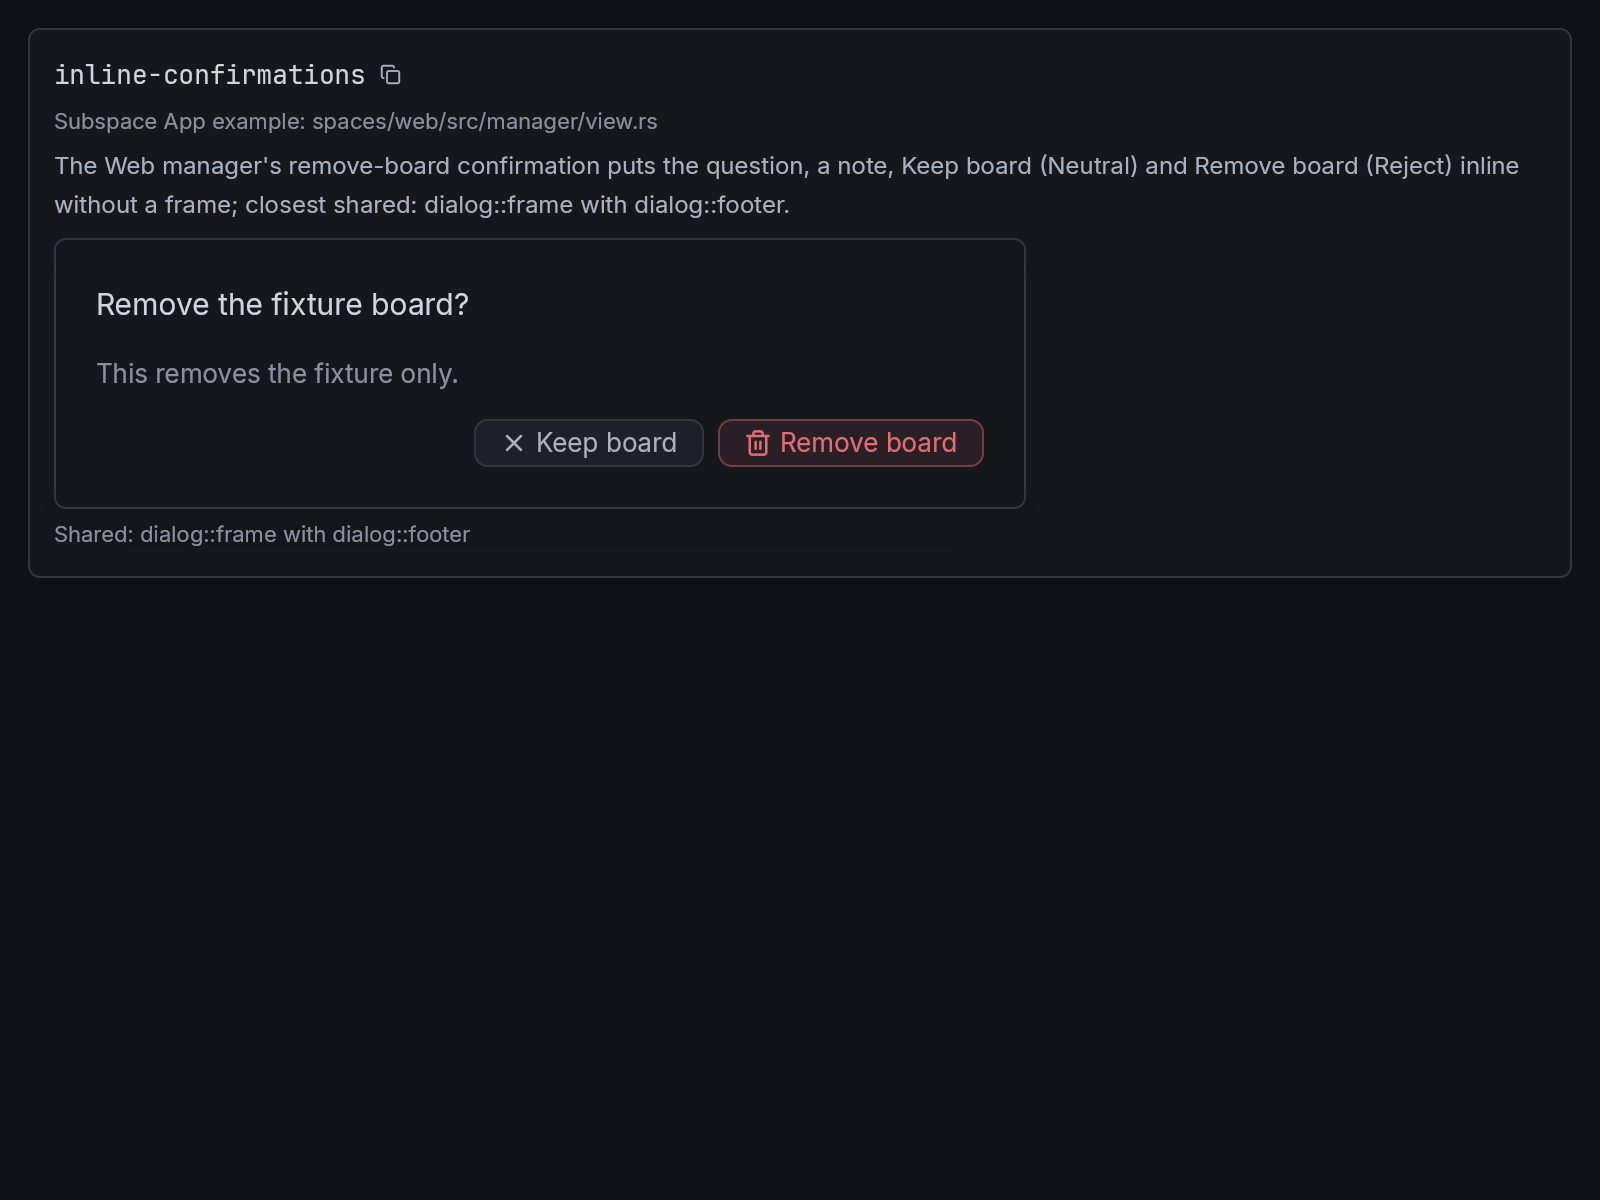 inline-confirmations
Subspace App example: spaces/web/src/manager/view.rs
The Web manager's remove-board confirmation puts the question, a note, Keep board (Neutral) and Remove board (Reject) inline
without a frame; closest shared: dialog::frame with dialog::footer.
Remove the fixture board?
This removes the fixture only.
Keep board
Remove board
Shared: dialog::frame with dialog::footer